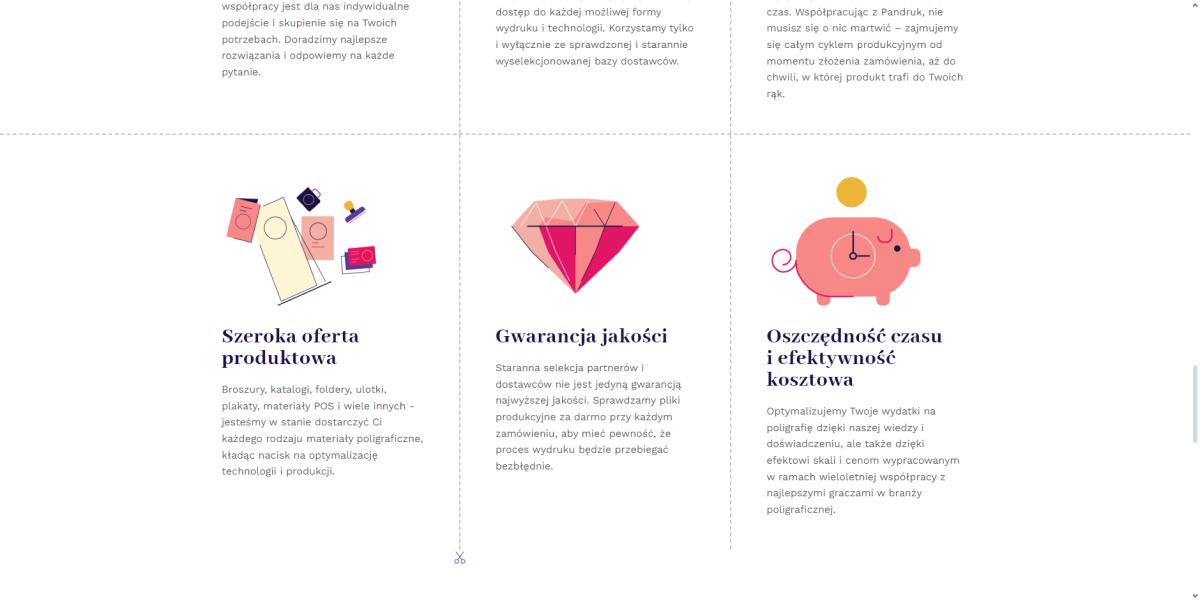 współpracy jest dla nas indywidualne
podejście i skupienie się na Twoich
potrzebach. Doradzimy najlepsze
rozwiązania i odpowiemy na każde
pytanie.
dostęp do każdej możliwej formy
wydruku i technologii. Korzystamy tylko
i wyłącznie ze sprawdzonej i starannie
wyselekcjonowanej bazy dostawców.
czas. Współpracując z Pandruk, nie
musisz się o nic martwić – zajmujemy
się całym cyklem produkcyjnym od
momentu złożenia zamówienia, aż do
chwili, w której produkt trafi do Twoich
rąk.
Szeroka oferta
produktowa
Broszury, katalogi, foldery, ulotki,
plakaty, materiały POS i wiele innych -
jesteśmy w stanie dostarczyć Ci
każdego rodzaju materiały poligraficzne,
kładąc nacisk na optymalizację
technologii i produkcji.
Gwarancja jakości
Staranna selekcja partnerów i
dostawców nie jest jedyną gwarancją
najwyższej jakości. Sprawdzamy pliki
produkcyjne za darmo przy każdym
zamówieniu, aby mieć pewność, że
proces wydruku będzie przebiegać
bezbłędnie.
Oszczędność czasu
i efektywność
kosztowa
Optymalizujemy Twoje wydatki na
poligrafię dzięki naszej wiedzy i
doświadczeniu, ale także dzięki
efektowi skali i cenom wypracowanym
w ramach wieloletniej współpracy z
najlepszymi graczami w branży
poligraficznej.